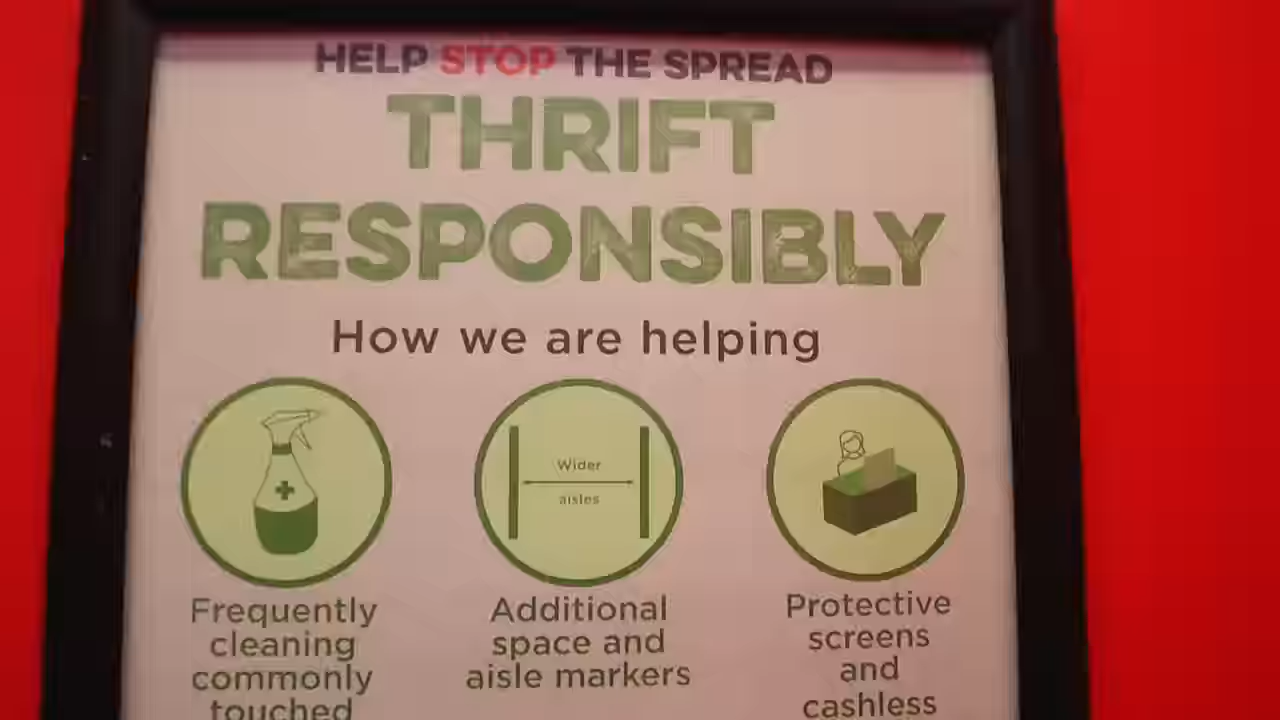 HELP STOP THE SPREAD
THRIFT
RESPONSIBLY
How we are helping
Wider
aisles
Frequently
cleaning
commonly
touched
Additional
space and
aisle markers
Protective
screens
and
cashless